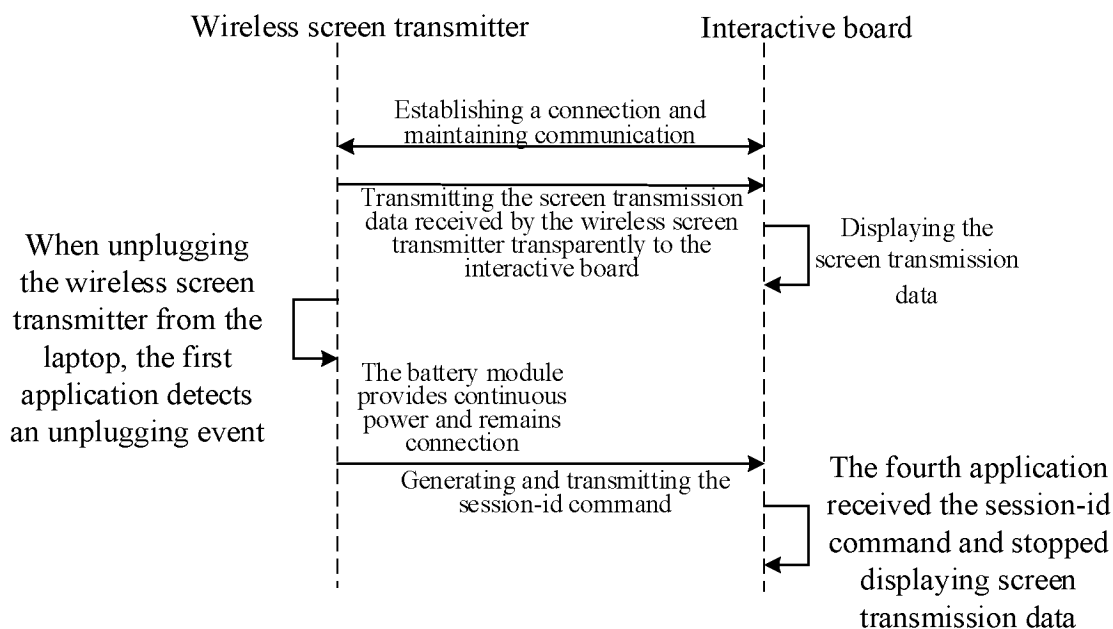 Wireless screen transmitter
Interactive board
Establishing a connection and
maintaining communication
Transmitting the screen transmission
data received by the wireless screen
transmitter transparently to the
interactive board
Displaying the
screen transmission
data
When unplugging
the wireless screen
transmitter from the
laptop, the first
application detects
an unplugging event
The battery module
provides continuous
power and remains
connection
Generating and transmitting the
session-id command
The fourth application
received the session-id
command and stopped
displaying screen
transmission data